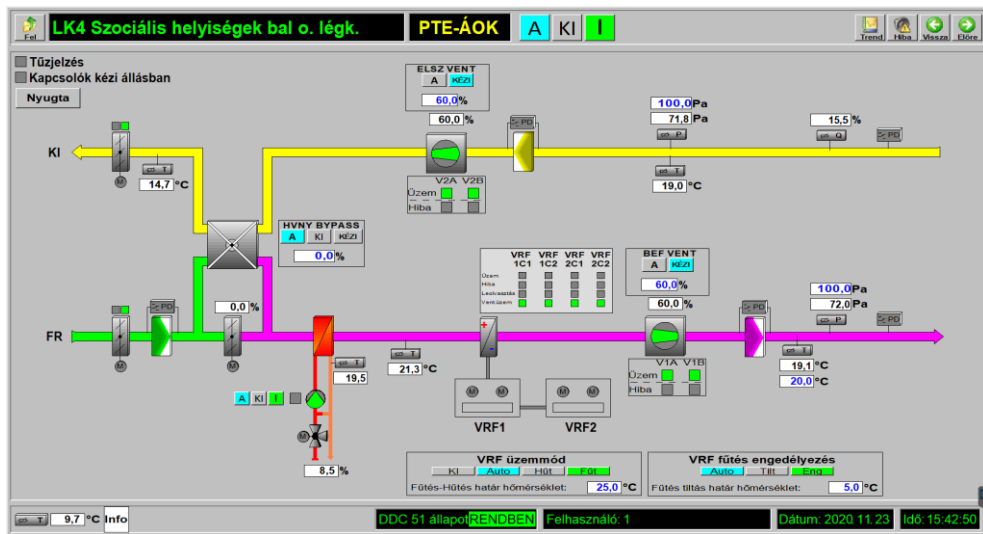 Fel
LK4 Szociális helyiségek bal o. légk.
PTE-ÁOK
A KI I
Trend Hiba Vissza Előre
Tűzjelzés
Kapcsolók kézi állásban
Nyugta
ELSZ VENT
A KÉZI
60,0 %
60,0 %
PD
100,0 Pa
71,8 Pa
P
15,5 %
Q
PD
KI
T
14,7 °C
M
T
19,0 °C
V2A V2B
Üzem
Hiba
HVNY BYPASS
A KI KÉZI
0,0 %
VRF 1C1 VRF 1C2 VRF 2C1 VRF 2C2
Üzem
Hiba
Leolvasztás
Ventüzem
BEF VENT
A KÉZI
60,0 %
60,0 %
100,0 Pa
72,0 Pa
P
PD
PD
PD
0,0 %
FR
M
M
T
19,5
T
21,3 °C
V1A V1B
Üzem
Hiba
T
19,1 °C
20,0 °C
A KI I
M
M M
M M
VRF1 VRF2
8,5 %
VRF üzemmód
KI Auto Hűt Fűt
Fűtés-Hűtés határ hőmérséklet: 25,0 °C
VRF fűtés engedélyezés
Auto Tilt Eng
Fűtés tiltás határ hőmérséklet: 5,0 °C
T 9,7 °C Info
DDC 51 állapot RENDBEN
Felhasználó: 1
Dátum: 2020.11.23
Idő: 15:42:50